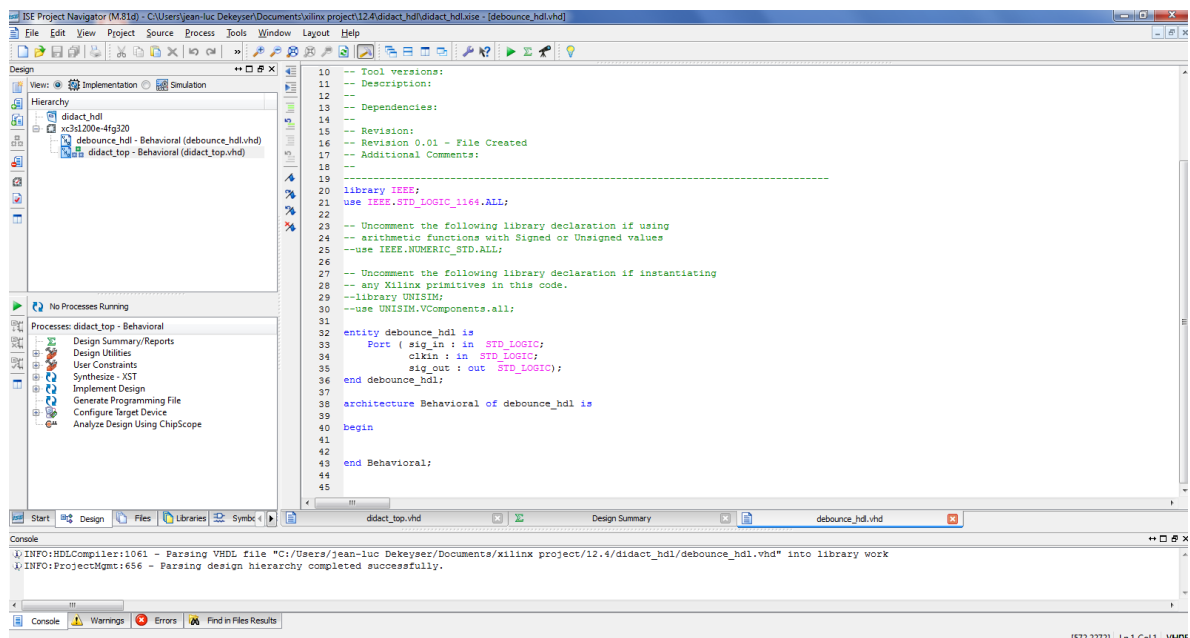 ISE Project Navigator (M.81d) - C:\Users\jean-luc Dekeyser\Documents\xilinx project\12.4\didact_hdl\didact_hdl.xise - [debounce_hdl.vhd]
File Edit View Project Source Process Tools Window Layout Help
Design
View: Implementation Simulation
Hierarchy
didact_hdl
xc3s1200e-4fg320
debounce_hdl - Behavioral (debounce_hdl.vhd)
didact_top - Behavioral (didact_top.vhd)
No Processes Running
Processes: didact_top - Behavioral
Design Summary/Reports
Design Utilities
User Constraints
Synthesize - XST
Implement Design
Generate Programming File
Configure Target Device
Analyze Design Using ChipScope
Start Design Files Libraries Symbc
10 -- Tool versions:
11 -- Description:
12 --
13 -- Dependencies:
14 --
15 -- Revision:
16 -- Revision 0.01 - File Created
17 -- Additional Comments:
18 --
19 ----------------------------------------------------------------------------------
20 library IEEE;
21 use IEEE.STD_LOGIC_1164.ALL;
22
23 -- Uncomment the following library declaration if using
24 -- arithmetic functions with Signed or Unsigned values
25 --use IEEE.NUMERIC_STD.ALL;
26
27 -- Uncomment the following library declaration if instantiating
28 -- any Xilinx primitives in this code.
29 --library UNISIM;
30 --use UNISIM.VComponents.all;
31
32 entity debounce_hdl is
33 Port ( sig_in : in STD_LOGIC;
34 clkin : in STD_LOGIC;
35 sig_out : out STD_LOGIC);
36 end debounce_hdl;
37
38 architecture Behavioral of debounce_hdl is
39
40 begin
41
42
43 end Behavioral;
44
45
didact_top.vhd Design Summary debounce_hdl.vhd
Console
INFO:HDLCompiler:1061 - Parsing VHDL file "C:/Users/jean-luc Dekeyser/Documents/xilinx project/12.4/didact_hdl/debounce_hdl.vhd" into library work
INFO:ProjectMgmt:656 - Parsing design hierarchy completed successfully.
Console Warnings Errors Find in Files Results